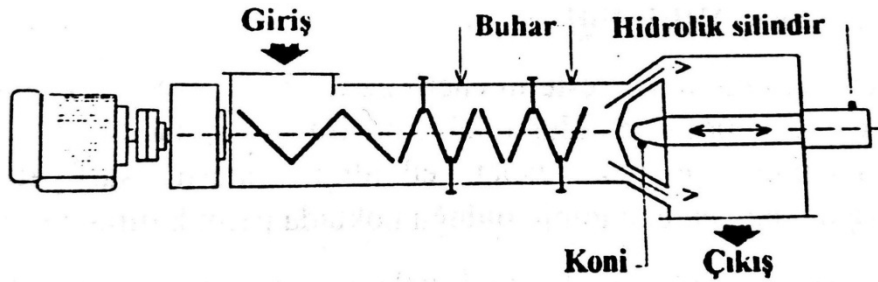 Giriş
Buhar
Hidrolik silindir
Koni
Çıkış